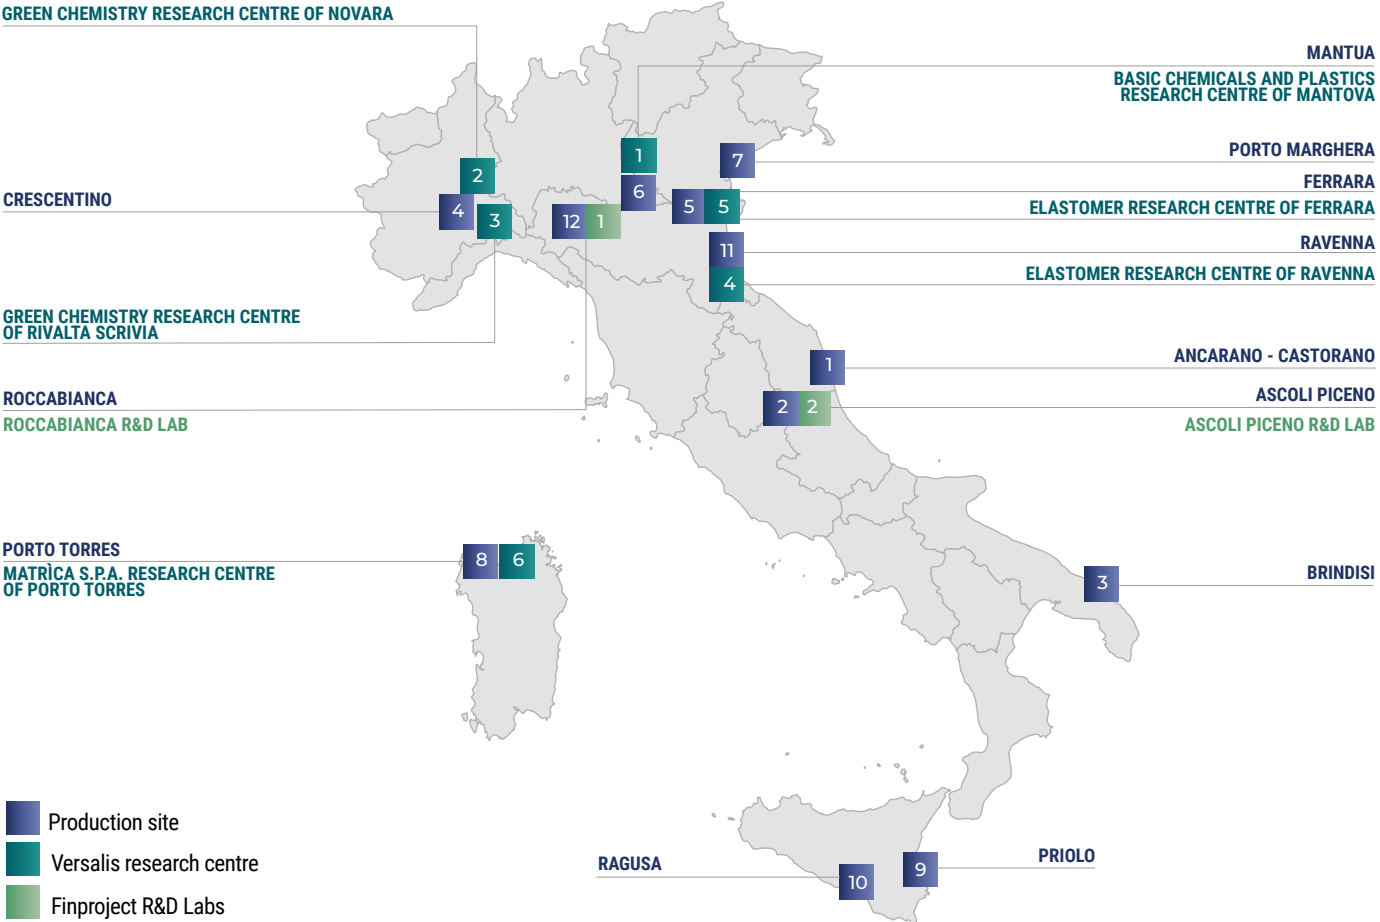 GREEN CHEMISTRY RESEARCH CENTRE OF NOVARA
MANTUA
BASIC CHEMICALS AND PLASTICS
RESEARCH CENTRE OF MANTOVA
1
7
PORTO MARGHERA
2
6
FERRARA
CRESCENTINO
4
3
12
1
5
5
ELASTOMER RESEARCH CENTRE OF FERRARA
11
RAVENNA
4
ELASTOMER RESEARCH CENTRE OF RAVENNA
GREEN CHEMISTRY RESEARCH CENTRE
OF RIVALTA SCRIVIA
1
ANCARANO - CASTORANO
ROCCABIANCA
ROCCABIANCA R&D LAB
2
2
ASCOLI PICENO
ASCOLI PICENO R&D LAB
PORTO TORRES
MATRÌCA S.P.A. RESEARCH CENTRE
OF PORTO TORRES
8
6
3
BRINDISI
Production site
Versalis research centre
Finproject R&D Labs
RAGUSA
10
9
PRIOLO